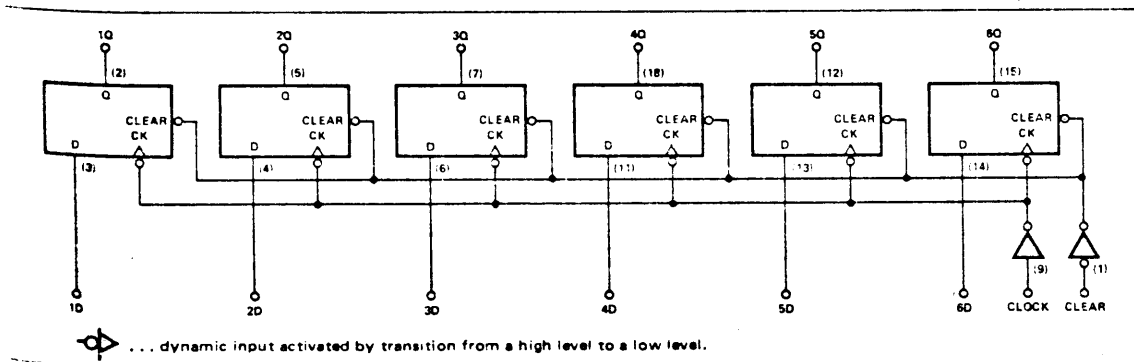 1Q 2Q 3Q 4Q 5Q 6Q
(2) (5) (7) (18) (12) (15)
Q Q Q Q Q Q
CLEAR CLEAR CLEAR CLEAR CLEAR CLEAR
CK CK CK CK CK CK
D D D D D D
(3) (4) (6) (11) (13) (14)
(9) (1)
1D 2D 3D 4D 5D 6D CLOCK CLEAR
... dynamic input activated by transition from a high level to a low level.